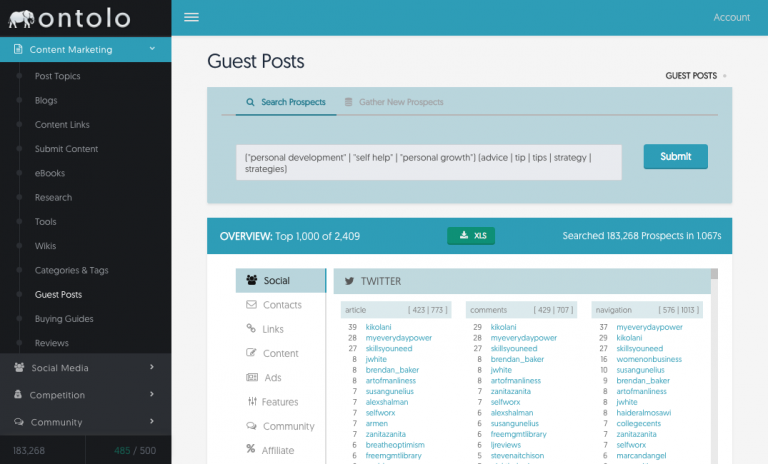 ontolo
Account
Content Marketing
Post Topics
Blogs
Content Links
Submit Content
eBooks
Research
Tools
Wikis
Categories & Tags
Guest Posts
Buying Guides
Reviews
Social Media
Competition
Community
183,268 485 / 500
Guest Posts
GUEST POSTS
Search Prospects Gather New Prospects
("personal development" | "self help" | "personal growth") (advice | tip | tips | strategy |
strategies)
Submit
OVERVIEW: Top 1,000 of 2,409 XLS Searched 183,268 Prospects in 1.067s
Social
Contacts
Links
Content
Ads
Features
Community
Affiliate
TWITTER
article [ 423 | 773 ]
39 kikolani
28 myeverydaypower
27 skillsyouneed
8 jwhite
8 brendan_baker
8 artofmanliness
7 susangunelius
7 alexshalman
7 selfworx
7 armen
7 zanitazanita
6 breatheoptimism
6 freemgmtlibrary
comments [ 429 | 707 ]
29 kikolani
28 myeverydaypower
27 skillsyouneed
8 jwhite
8 brendan_baker
8 artofmanliness
7 zanitazanita
7 selfworx
6 alexshalman
6 susangunelius
6 freemgmtlibrary
6 ljreviews
5 stevenaitchison
navigation [ 576 | 1013 ]
37 myeverydaypower
29 kikolani
27 skillsyouneed
16 womenonbusiness
10 susangunelius
9 brendan_baker
8 artofmanliness
8 jwhite
8 haideralmosawi
7 collegecents
7 zanitazanita
7 selfworx
6 marcandangel